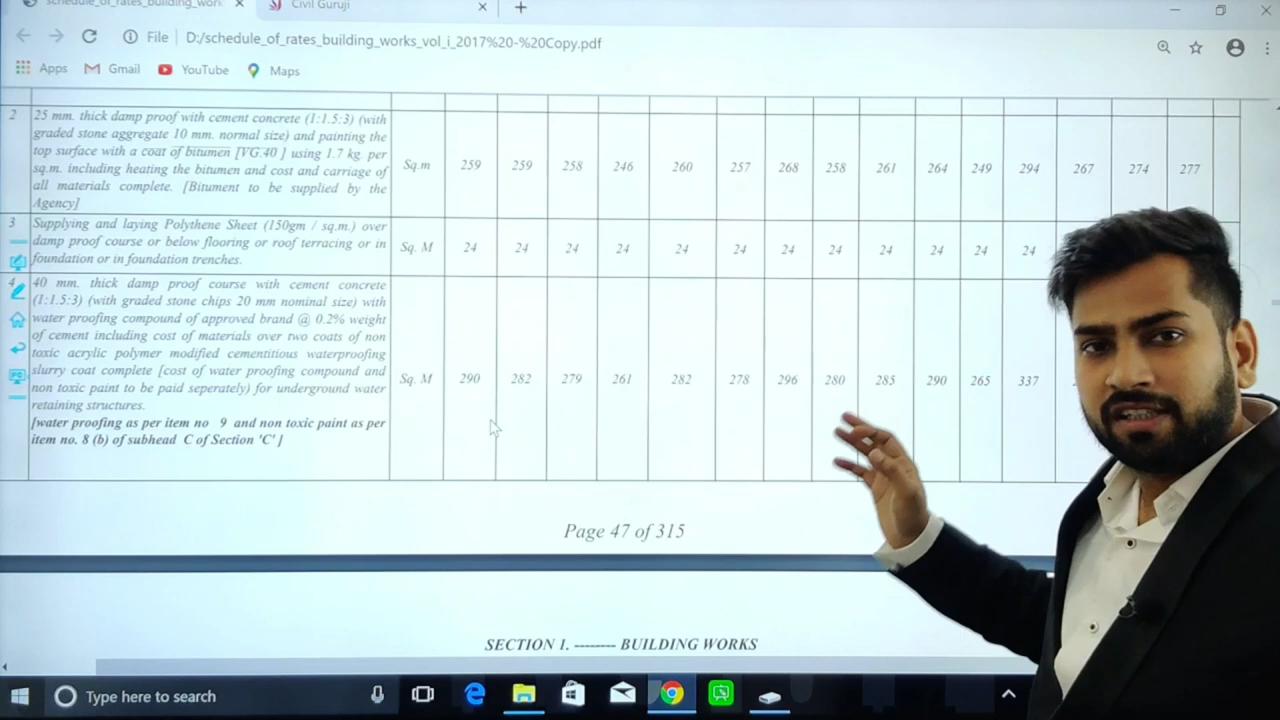 schedule_of_rates_building_work
Civil Guruji
File D:/schedule_of_rates_building_works_vol_i_2017%20-%20Copy.pdf
Apps Gmail YouTube Maps
2 25 mm. thick damp proof with cement concrete (1:1.5:3) (with
graded stone aggregate 10 mm. normal size) and painting the
top surface with a coat of bitumen [VG.40 ] using 1.7 kg. per
sq.m. including heating the bitumen and cost and carriage of
all materials complete. [Bitument to be supplied by the
Agency]
Sq.m 259 259 258 246 260 257 268 258 261 264 249 294 267 274 277
3 Supplying and laying Polythene Sheet (150gm / sq.m.) over
damp proof course or below flooring or roof terracing or in
foundation or in foundation trenches.
Sq. M 24 24 24 24 24 24 24 24 24 24 24 24
4 40 mm. thick damp proof course with cement concrete
(1:1.5:3) (with graded stone chips 20 mm nominal size) with
water proofing compound of approved brand @ 0.2% weight
of cement including cost of materials over two coats of non
toxic acrylic polymer modified cementitious waterproofing
slurry coat complete [cost of water proofing compound and
non toxic paint to be paid seperately) for underground water
retaining structures.
[water proofing as per item no 9 and non toxic paint as per
item no. 8 (b) of subhead C of Section 'C' ]
Sq. M 290 282 279 261 282 278 296 280 285 290 265 337
Page 47 of 315
SECTION 1. -------- BUILDING WORKS
Type here to search